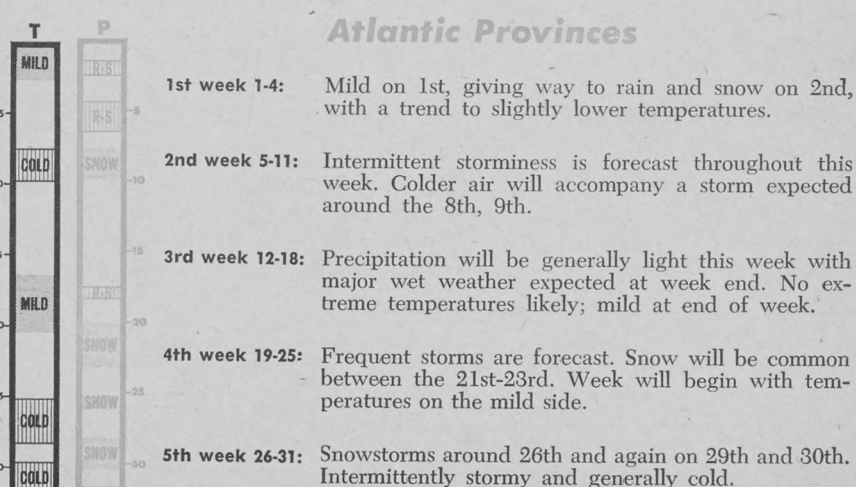 Atlantic Provinces
T
P
MILD
COLD
MILD
COLD
COLD
R-S
R-S
SNOW
R-S
SNOW
SNOW
SNOW
-5
-10
-15
-20
-25
-30
1st week 1-4: Mild on 1st, giving way to rain and snow on 2nd,
with a trend to slightly lower temperatures.
2nd week 5-11: Intermittent storminess is forecast throughout this
week. Colder air will accompany a storm expected
around the 8th, 9th.
3rd week 12-18: Precipitation will be generally light this week with
major wet weather expected at week end. No ex-
treme temperatures likely; mild at end of week.
4th week 19-25: Frequent storms are forecast. Snow will be common
between the 21st-23rd. Week will begin with tem-
peratures on the mild side.
5th week 26-31: Snowstorms around 26th and again on 29th and 30th.
Intermittently stormy and generally cold.